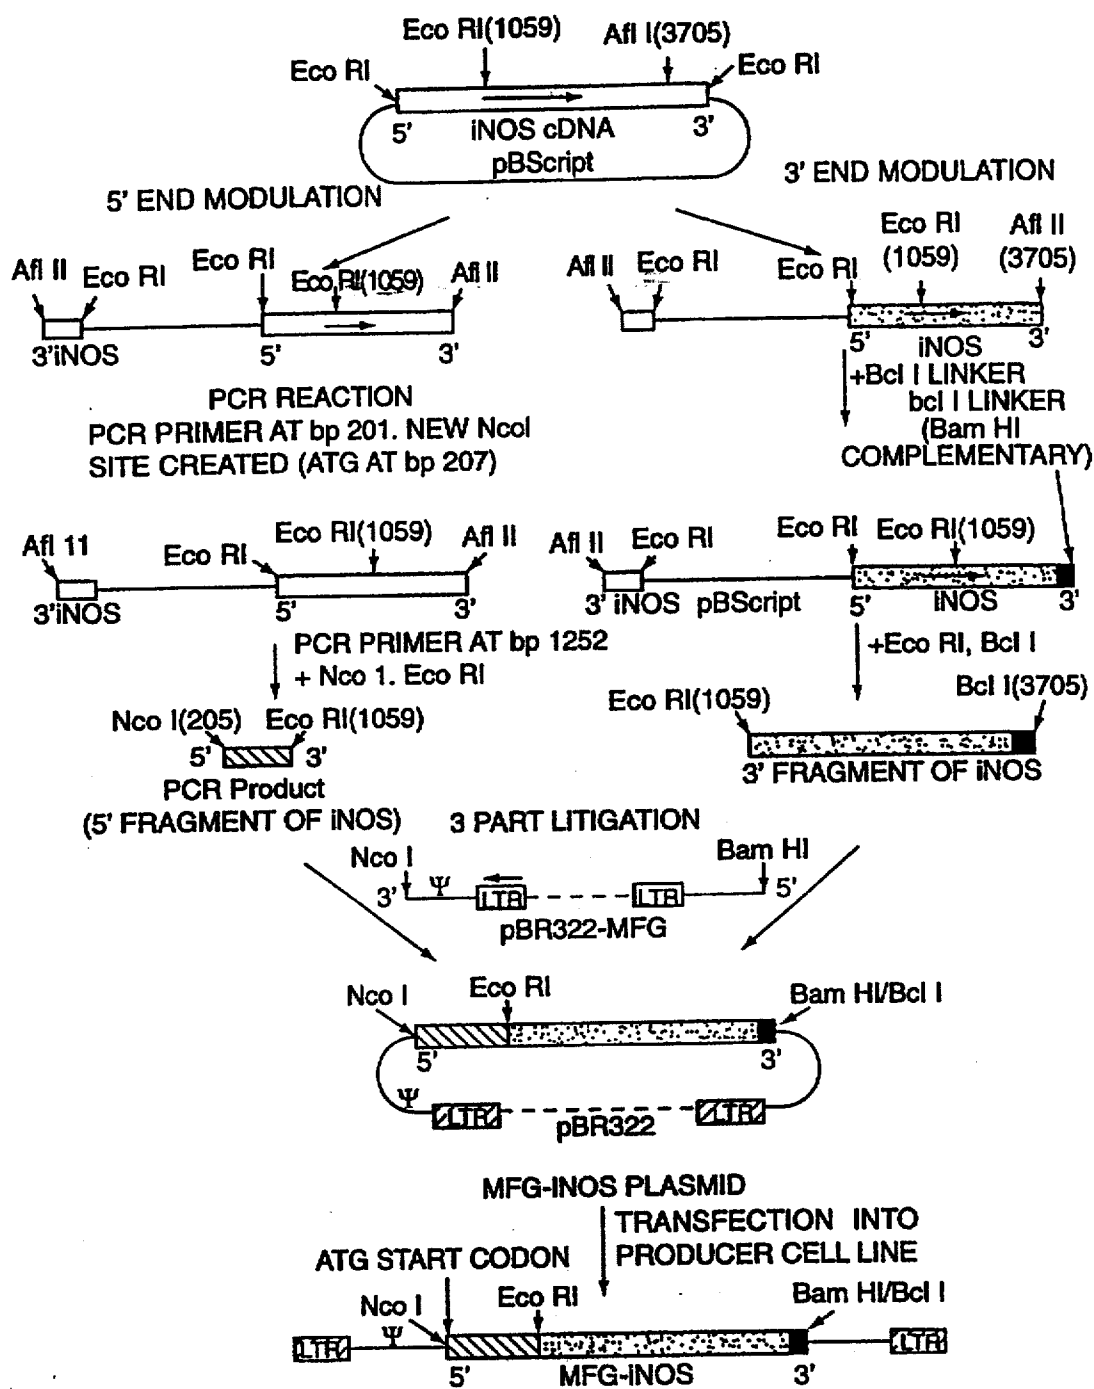 Eco RI(1059)
Afl I(3705)
Eco RI
Eco RI
5'
iNOS cDNA
3'
pBScript
5' END MODULATION
3' END MODULATION
Afl II
Eco RI
Eco RI
Eco RI(1059)
Afl II
3'iNOS
5'
3'
Afl II
Eco RI
Eco RI
Eco RI
(1059)
Afl II
(3705)
5'
iNOS
3'
PCR REACTION
PCR PRIMER AT bp 201. NEW NcoI
SITE CREATED (ATG AT bp 207)
+Bcl I LINKER
bcl I LINKER
(Bam HI
COMPLEMENTARY)
Afl 11
Eco RI
Eco RI(1059)
Afl II
3'iNOS
5'
3'
Afl II
Eco RI
Eco RI
Eco RI(1059)
3' iNOS
pBScript
5'
iNOS
3'
PCR PRIMER AT bp 1252
+ Nco 1. Eco RI
+Eco RI, Bcl I
Nco I(205)
Eco RI(1059)
5'
3'
PCR Product
(5' FRAGMENT OF iNOS)
Eco RI(1059)
Bcl I(3705)
3' FRAGMENT OF iNOS
3 PART LITIGATION
Nco I
Bam HI
3'
Ψ
LTR
LTR
5'
pBR322-MFG
Nco I
Eco RI
Bam HI/Bcl I
5'
3'
Ψ
LTR
pBR322
LTR
MFG-iNOS PLASMID
TRANSFECTION INTO
PRODUCER CELL LINE
ATG START CODON
Nco I
Eco RI
Bam HI/Bcl I
LTR
Ψ
LTR
5'
MFG-iNOS
3'